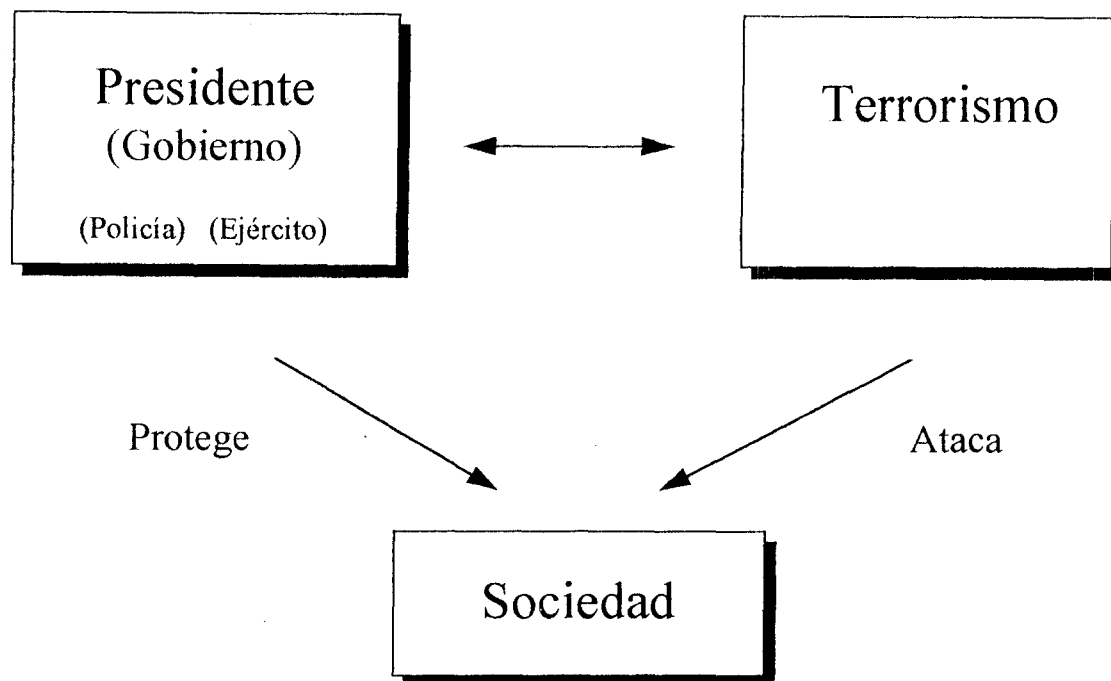 Presidente
(Gobierno)
(Policía) (Ejército)
Terrorismo
Protege
Ataca
Sociedad